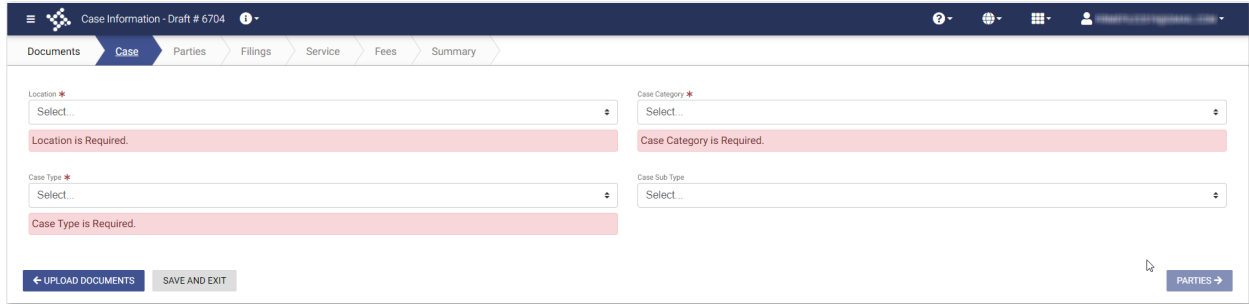 Case Information - Draft # 6704
Documents Case Parties Filings Service Fees Summary
Location * Case Category *
Select... Select...
Location is Required. Case Category is Required.
Case Type * Case Sub Type
Select... Select...
Case Type is Required.
← UPLOAD DOCUMENTS SAVE AND EXIT PARTIES →